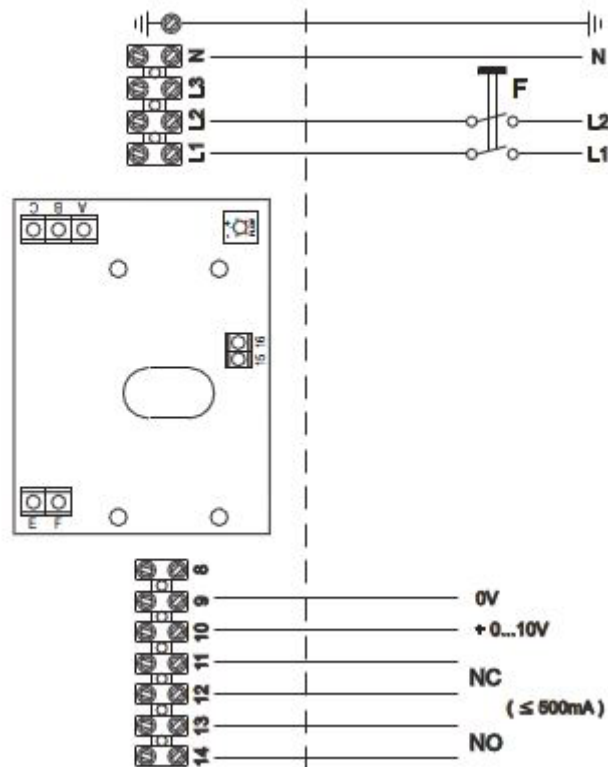 N N
L3 F
L2 L2
L1 L1
C B A
+
-
15 16
E F
8
9 0V
10 + 0...10V
11
NC
12
( ≤ 500mA )
13
NO
14